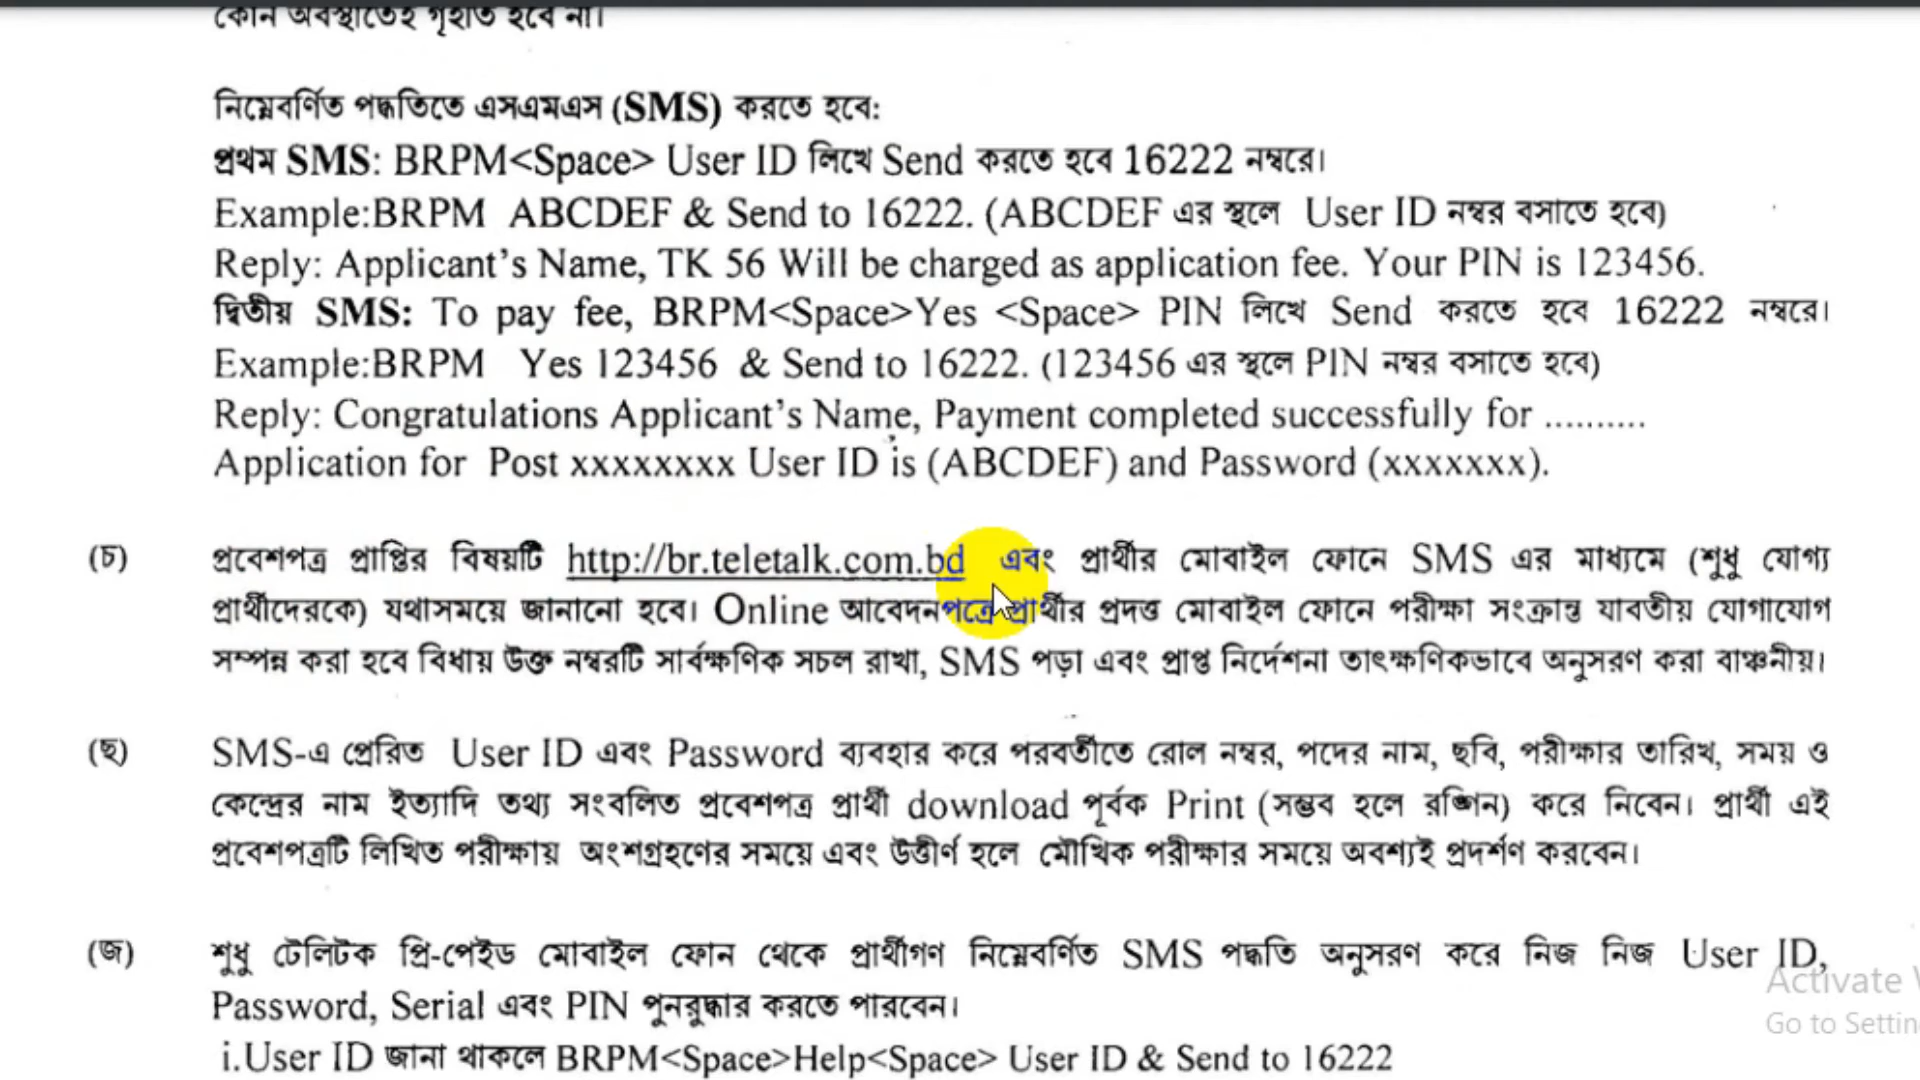 কোন অবস্থাতেই গৃহীত হবে না।
নিম্নেবর্ণিত পদ্ধতিতে এসএমএস (SMS) করতে হবে:
প্রথম SMS: BRPM<Space> User ID লিখে Send করতে হবে 16222 নম্বরে।
Example:BRPM ABCDEF & Send to 16222. (ABCDEF এর স্থলে User ID নম্বর বসাতে হবে)
Reply: Applicant’s Name, TK 56 Will be charged as application fee. Your PIN is 123456.
দ্বিতীয় SMS: To pay fee, BRPM<Space>Yes <Space> PIN লিখে Send করতে হবে 16222 নম্বরে।
Example:BRPM Yes 123456 & Send to 16222. (123456 এর স্থলে PIN নম্বর বসাতে হবে)
Reply: Congratulations Applicant’s Name, Payment completed successfully for ..........
Application for Post xxxxxxxx User ID is (ABCDEF) and Password (xxxxxxx).
(চ) প্রবেশপত্র প্রাপ্তির বিষয়টি http://br.teletalk.com.bd এবং প্রার্থীর মোবাইল ফোনে SMS এর মাধ্যমে (শুধু যোগ্য
প্রার্থীদেরকে) যথাসময়ে জানানো হবে। Online আবেদনপত্রে প্রার্থীর প্রদত্ত মোবাইল ফোনে পরীক্ষা সংক্রান্ত যাবতীয় যোগাযোগ
সম্পন্ন করা হবে বিধায় উক্ত নম্বরটি সার্বক্ষণিক সচল রাখা, SMS পড়া এবং প্রাপ্ত নির্দেশনা তাৎক্ষণিকভাবে অনুসরণ করা বাঞ্চনীয়।
(ছ) SMS-এ প্রেরিত User ID এবং Password ব্যবহার করে পরবর্তীতে রোল নম্বর, পদের নাম, ছবি, পরীক্ষার তারিখ, সময় ও
কেন্দ্রের নাম ইত্যাদি তথ্য সংবলিত প্রবেশপত্র প্রার্থী download পূর্বক Print (সম্ভব হলে রঙ্গিন) করে নিবেন। প্রার্থী এই
প্রবেশপত্রটি লিখিত পরীক্ষায় অংশগ্রহণের সময়ে এবং উত্তীর্ণ হলে মৌখিক পরীক্ষার সময়ে অবশ্যই প্রদর্শণ করবেন।
(জ) শুধু টেলিটক প্রি-পেইড মোবাইল ফোন থেকে প্রার্থীগণ নিম্নেবর্ণিত SMS পদ্ধতি অনুসরণ করে নিজ নিজ User ID,
Password, Serial এবং PIN পুনরুদ্ধার করতে পারবেন।
i.User ID জানা থাকলে BRPM<Space>Help<Space> User ID & Send to 16222
Activate
Go to